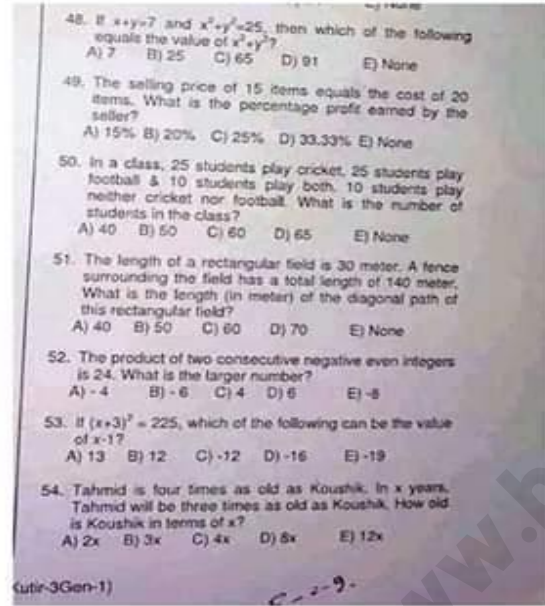 48. If x+y=7 and x²+y²=25, then which of the following
equals the value of x³+y³?
A) 7 B) 25 C) 65 D) 91 E) None
49. The selling price of 15 items equals the cost of 20
items. What is the percentage profit earned by the
seller?
A) 15% B) 20% C) 25% D) 33.33% E) None
50. In a class, 25 students play cricket, 25 students play
football & 10 students play both. 10 students play
neither cricket nor football. What is the number of
students in the class?
A) 40 B) 50 C) 60 D) 65 E) None
51. The length of a rectangular field is 30 meter. A fence
surrounding the field has a total length of 140 meter.
What is the length (in meter) of the diagonal path of
this rectangular field?
A) 40 B) 50 C) 60 D) 70 E) None
52. The product of two consecutive negative even integers
is 24. What is the larger number?
A) - 4 B) - 6 C) 4 D) 6 E) -8
53. If (x+3)² = 225, which of the following can be the value
of x-1?
A) 13 B) 12 C) -12 D) -16 E) -19
54. Tahmid is four times as old as Koushik. In x years,
Tahmid will be three times as old as Koushik. How old
is Koushik in terms of x?
A) 2x B) 3x C) 4x D) 8x E) 12x
Kutir-3Gen-1)
ww.b